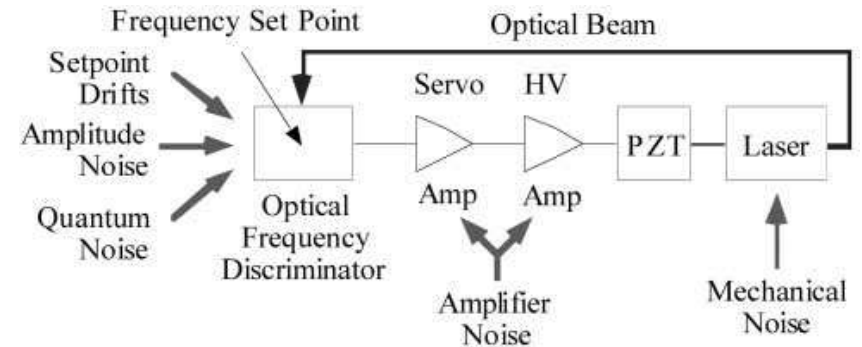 Frequency Set Point
Optical Beam
Setpoint
Drifts
Servo
HV
Amplitude
Noise
PZT
Laser
Quantum
Noise
Optical
Frequency
Discriminator
Amp
Amp
Amplifier
Noise
Mechanical
Noise